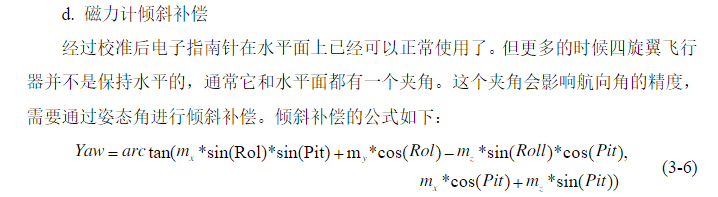 d. 磁力计倾斜补偿
经过校准后电子指南针在水平面上已经可以正常使用了。但更多的时候四旋翼飞行
器并不是保持水平的，通常它和水平面都有一个夹角。这个夹角会影响航向角的精度，
需要通过姿态角进行倾斜补偿。倾斜补偿的公式如下：
Yaw = arc tan(m_x *sin(Rol)*sin(Pit) + m_y *cos(Rol) − m_z *sin(Roll)*cos(Pit),
m_x *cos(Pit) + m_z *sin(Pit)) (3-6)